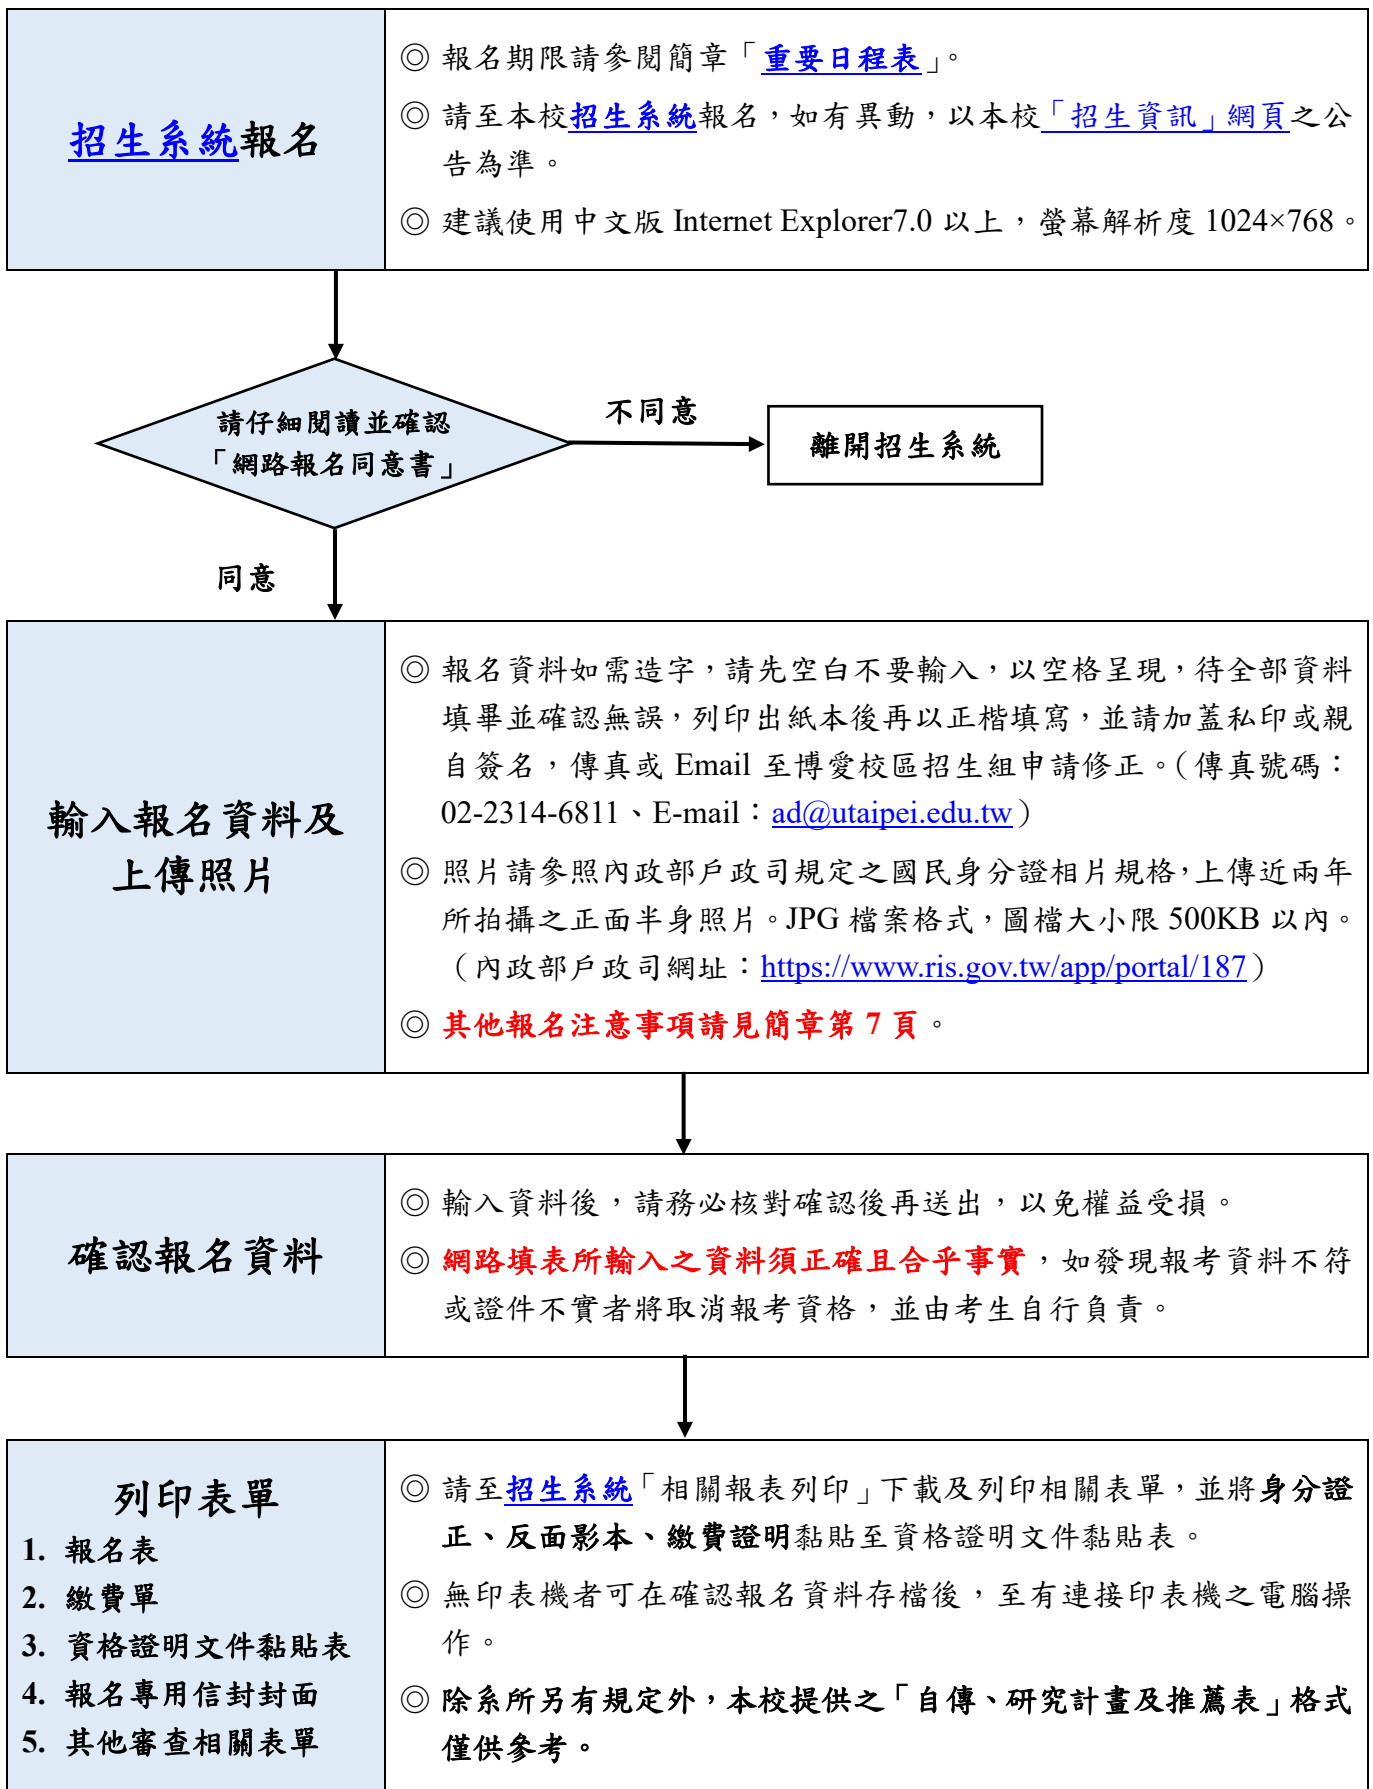 招生系統報名
◎ 報名期限請參閱簡章「重要日程表」。
◎ 請至本校招生系統報名，如有異動，以本校「招生資訊」網頁之公
告為準。
◎ 建議使用中文版 Internet Explorer7.0 以上，螢幕解析度 1024×768。
請仔細閱讀並確認
「網路報名同意書」
不同意
離開招生系統
同意
輸入報名資料及
上傳照片
◎ 報名資料如需造字，請先空白不要輸入，以空格呈現，待全部資料
填畢並確認無誤，列印出紙本後再以正楷填寫，並請加蓋私印或親
自簽名，傳真或 Email 至博愛校區招生組申請修正。（傳真號碼：
02-2314-6811、E-mail：ad@utaipei.edu.tw）
◎ 照片請參照內政部戶政司規定之國民身分證相片規格，上傳近兩年
所拍攝之正面半身照片。JPG 檔案格式，圖檔大小限 500KB 以內。
（內政部戶政司網址：https://www.ris.gov.tw/app/portal/187）
◎ 其他報名注意事項請見簡章第 7 頁。
確認報名資料
◎ 輸入資料後，請務必核對確認後再送出，以免權益受損。
◎ 網路填表所輸入之資料須正確且合乎事實，如發現報考資料不符
或證件不實者將取消報考資格，並由考生自行負責。
列印表單
1. 報名表
2. 繳費單
3. 資格證明文件黏貼表
4. 報名專用信封封面
5. 其他審查相關表單
◎ 請至招生系統「相關報表列印」下載及列印相關表單，並將身分證
正、反面影本、繳費證明黏貼至資格證明文件黏貼表。
◎ 無印表機者可在確認報名資料存檔後，至有連接印表機之電腦操
作。
◎ 除系所另有規定外，本校提供之「自傳、研究計畫及推薦表」格式
僅供參考。